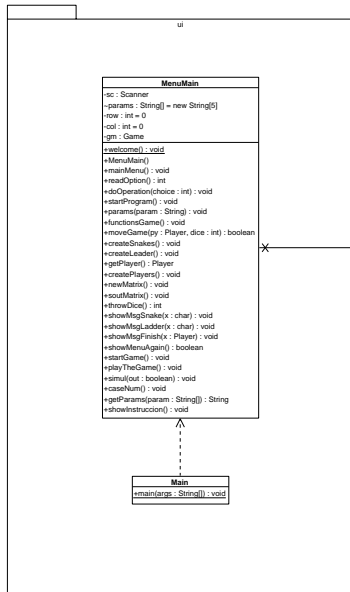 ui
MenuMain
-sc : Scanner
~params : String[] = new String[5]
-row : int = 0
-col : int = 0
-gm : Game
+welcome() : void
+MenuMain()
+mainMenu() : void
+readOption() : int
+doOperation(choice : int) : void
+startProgram() : void
+params(param : String) : void
+functionsGame() : void
+moveGame(py : Player, dice : int) : boolean
+createSnakes() : void
+createLeader() : void
+getPlayer() : Player
+createPlayers() : void
+newMatrix() : void
+soutMatrix() : void
+throwDice() : int
+showMsgSnake(x : char) : void
+showMsgLadder(x : char) : void
+showMsgFinish(x : Player) : void
+showMenuAgain() : boolean
+startGame() : void
+playTheGame() : void
+simul(out : boolean) : void
+caseNum() : void
+getParams(param : String[]) : String
+showInstruccion() : void
Main
+main(args : String[]) : void